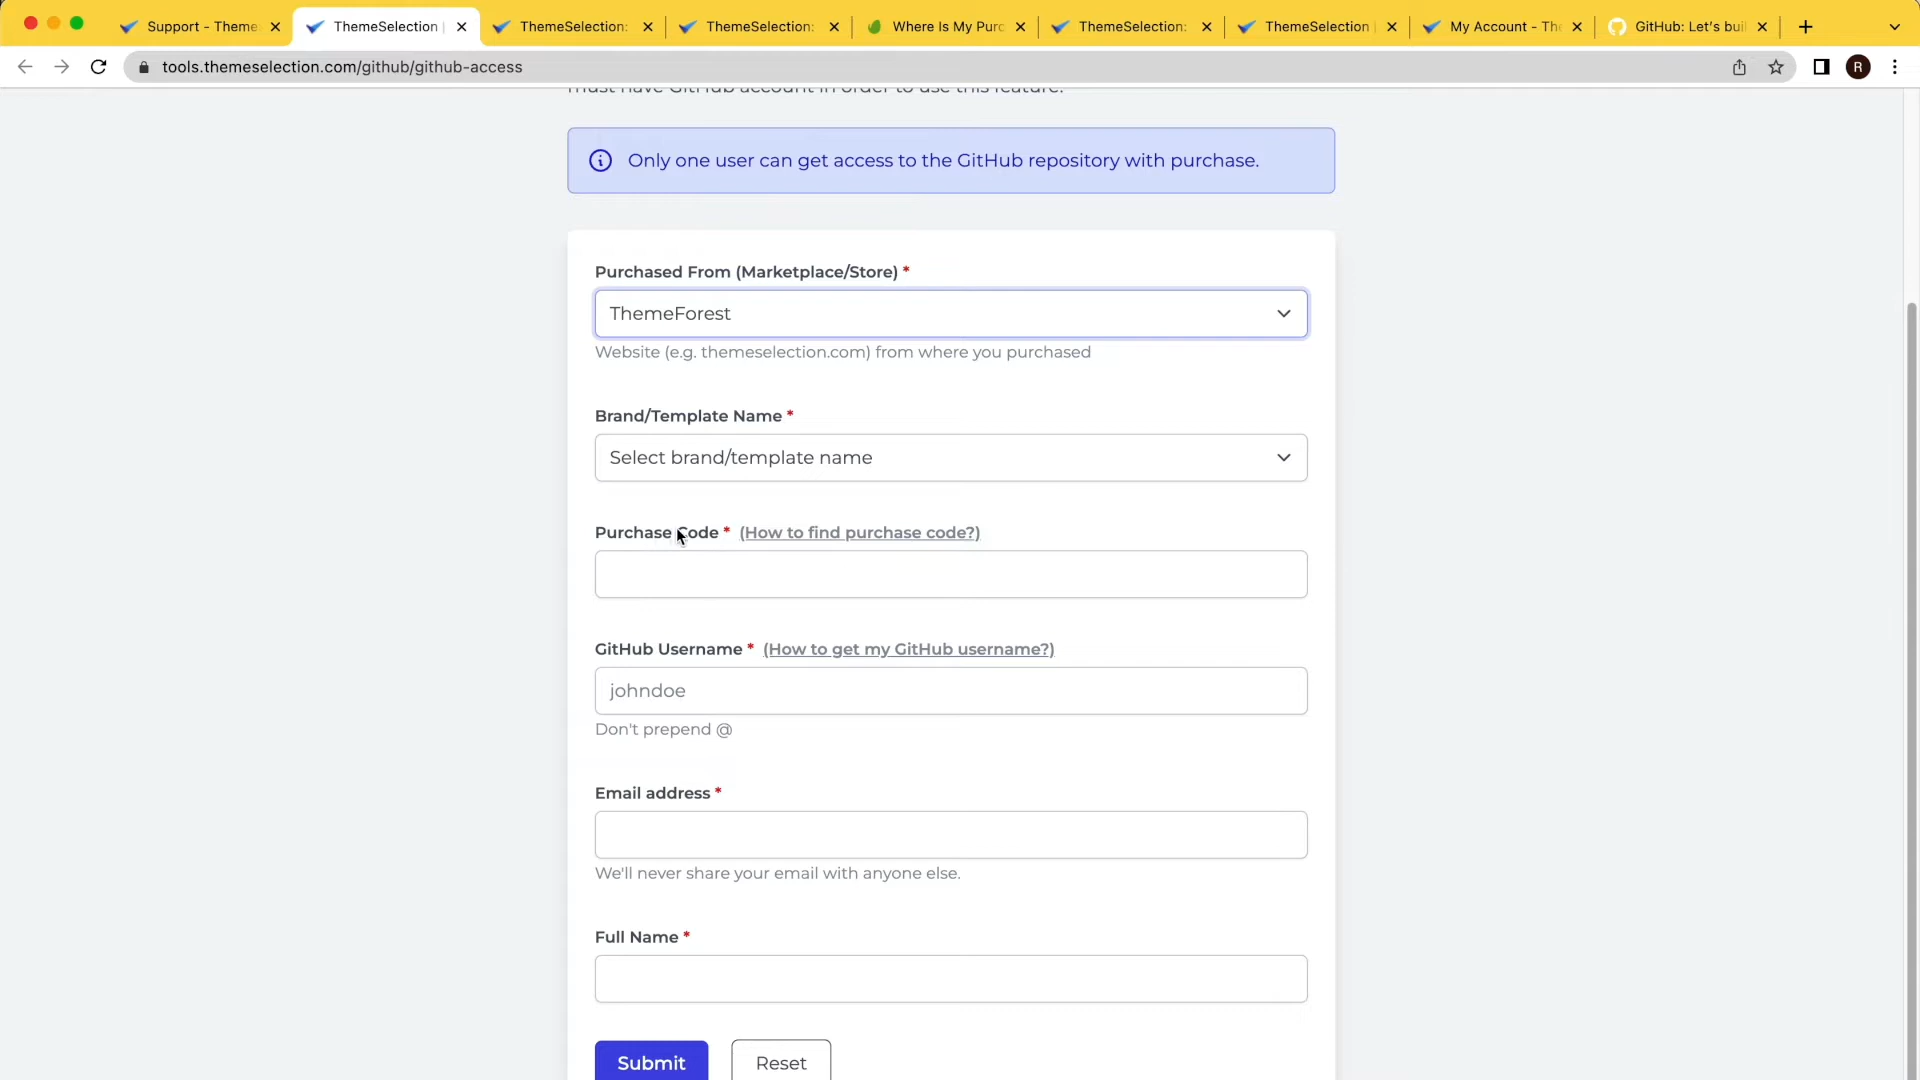 Support - Theme
ThemeSelection |
ThemeSelection:
ThemeSelection:
Where Is My Purc
ThemeSelection:
ThemeSelection |
My Account - The
GitHub: Let's buil
tools.themeselection.com/github/github-access
R
must have GitHub account in order to use this feature.
Only one user can get access to the GitHub repository with purchase.
Purchased From (Marketplace/Store) *
ThemeForest
Website (e.g. themeselection.com) from where you purchased
Brand/Template Name *
Select brand/template name
Purchase Code * (How to find purchase code?)
GitHub Username * (How to get my GitHub username?)
johndoe
Don't prepend @
Email address *
We'll never share your email with anyone else.
Full Name *
Submit
Reset